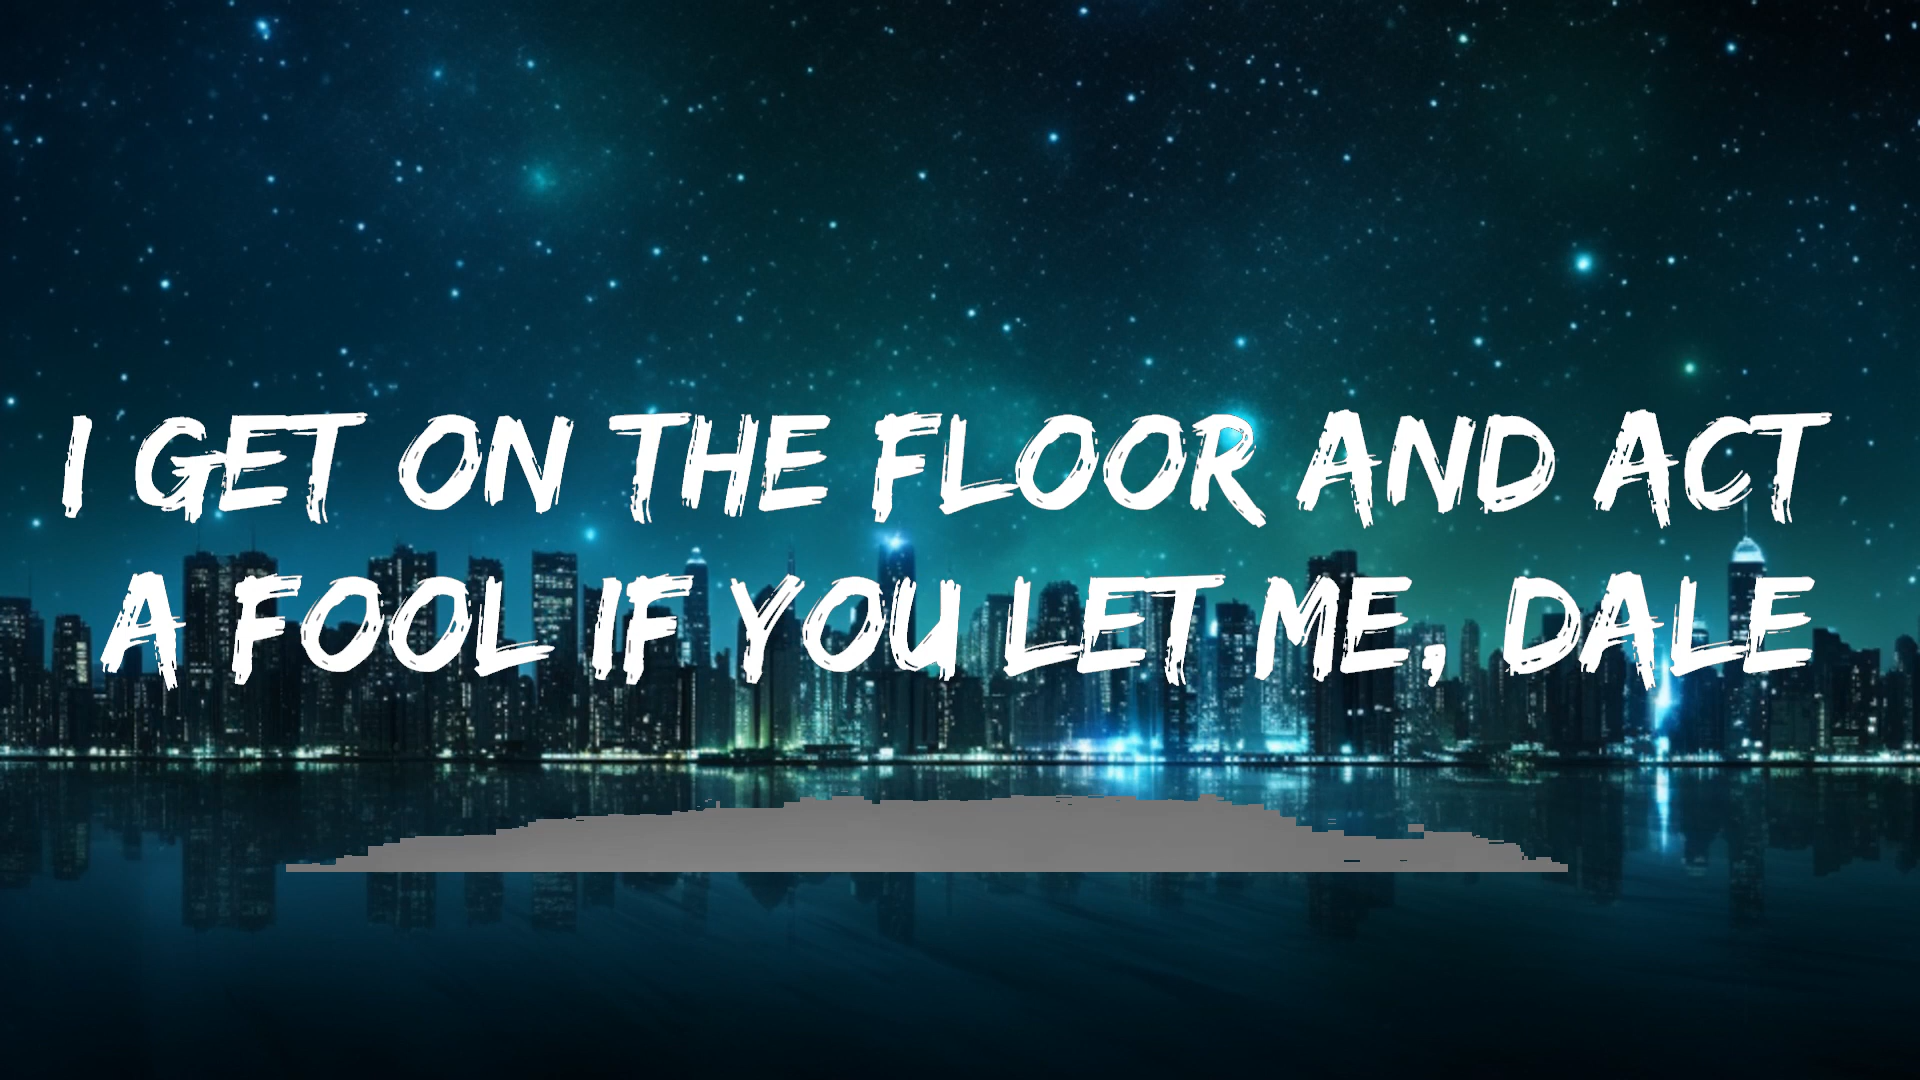 I GET ON THE FLOOR AND ACT
A FOOL IF YOU LET ME, DALE